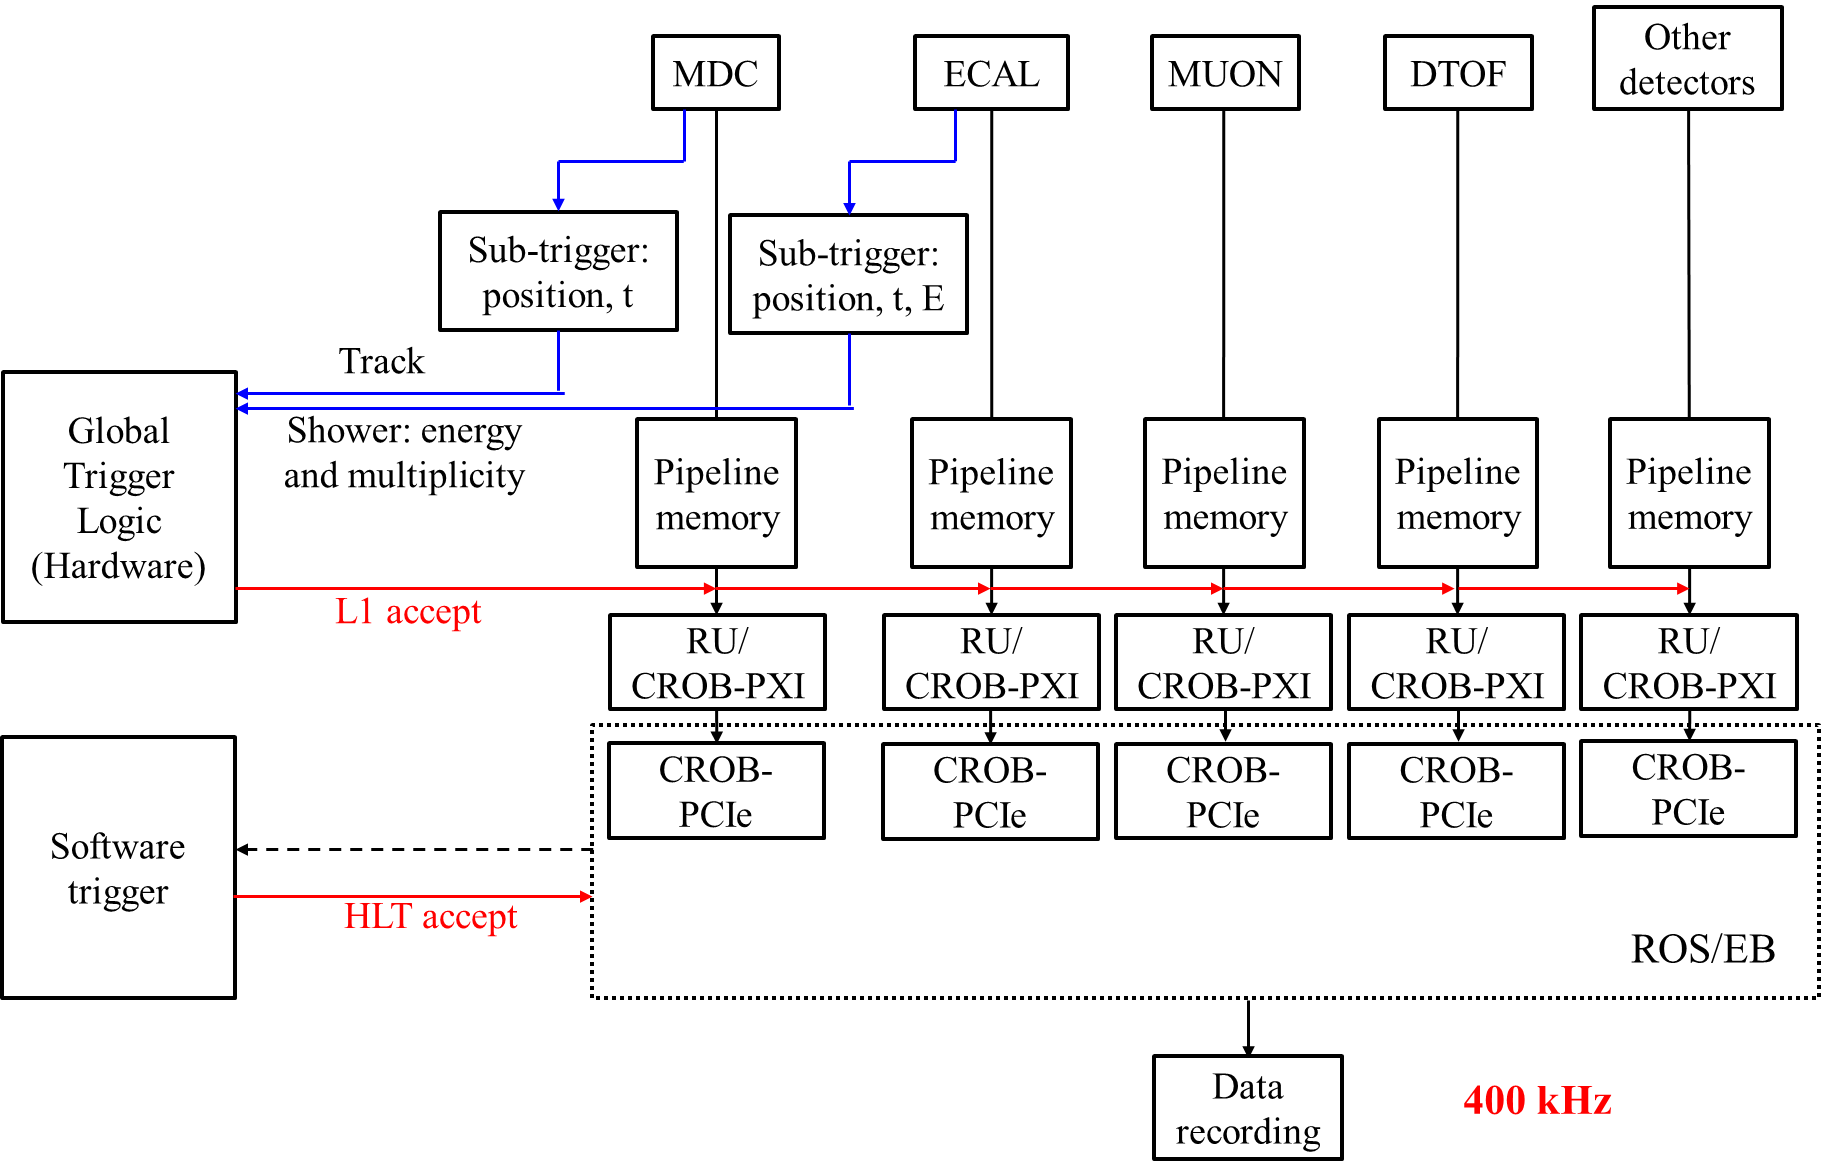 MDC
ECAL
MUON
DTOF
Other
detectors
Sub-trigger:
position, t
Sub-trigger:
position, t, E
Track
Shower: energy
and multiplicity
Global
Trigger
Logic
(Hardware)
Pipeline
memory
Pipeline
memory
Pipeline
memory
Pipeline
memory
Pipeline
memory
L1 accept
RU/
CROB-PXI
RU/
CROB-PXI
RU/
CROB-PXI
RU/
CROB-PXI
RU/
CROB-PXI
CROB-
PCIe
CROB-
PCIe
CROB-
PCIe
CROB-
PCIe
CROB-
PCIe
Software
trigger
HLT accept
ROS/EB
Data
recording
400 kHz